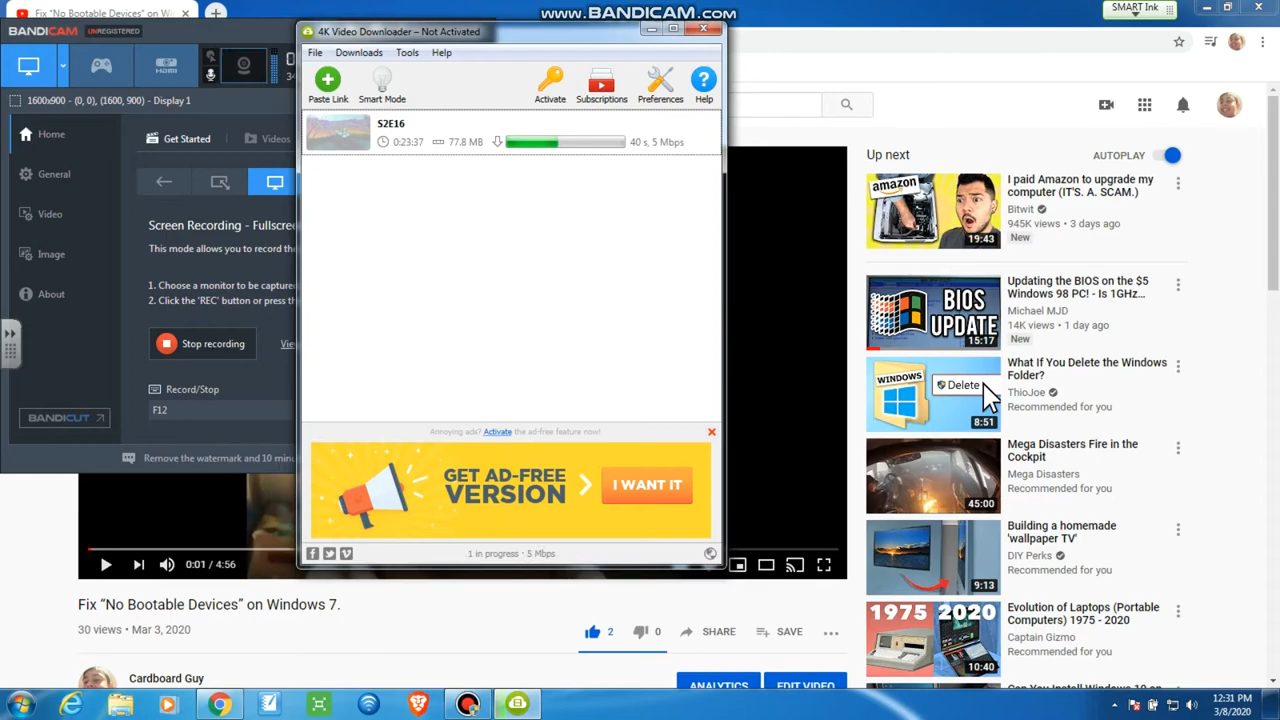 www.BANDICAM.com
SMART Ink
Fix “No Bootable Devices” on Wi
BANDICAM UNREGISTERED
HDMI
1600x900 - (0, 0), (1600, 900) - Display 1
Home
General
Video
Image
About
Get Started
Videos
Screen Recording - Fullscree
This mode allows you to record the
1. Choose a monitor to be capture
2. Click the 'REC' button or press th
Stop recording
Vie
Record/Stop
F12
BANDICUT
Remove the watermark and 10 minu
4K Video Downloader – Not Activated
File Downloads Tools Help
Paste Link
Smart Mode
Activate
Subscriptions
Preferences
Help
S2E16
0:23:37 77.8 MB 40 s, 5 Mbps
Annoying ads? Activate the ad-free feature now!
GET AD-FREE
VERSION
I WANT IT
1 in progress • 5 Mbps
0:01 / 4:56
Fix “No Bootable Devices” on Windows 7.
30 views • Mar 3, 2020
2 0 SHARE SAVE
Cardboard Guy
ANALYTICS EDIT VIDEO
Up next
AUTOPLAY
amazon
19:43
I paid Amazon to upgrade my
computer (IT'S. A. SCAM.)
Bitwit
945K views • 3 days ago
New
BIOS
UPDATE
15:17
Updating the BIOS on the $5
Windows 98 PC! - Is 1GHz...
Michael MJD
14K views • 1 day ago
New
WINDOWS
Delete
8:51
What If You Delete the Windows
Folder?
ThioJoe
Recommended for you
45:00
Mega Disasters Fire in the
Cockpit
Mega Disasters
Recommended for you
9:13
Building a homemade
'wallpaper TV'
DIY Perks
Recommended for you
1975 2020
10:40
Evolution of Laptops (Portable
Computers) 1975 - 2020
Captain Gizmo
Recommended for you
12:31 PM
3/8/2020